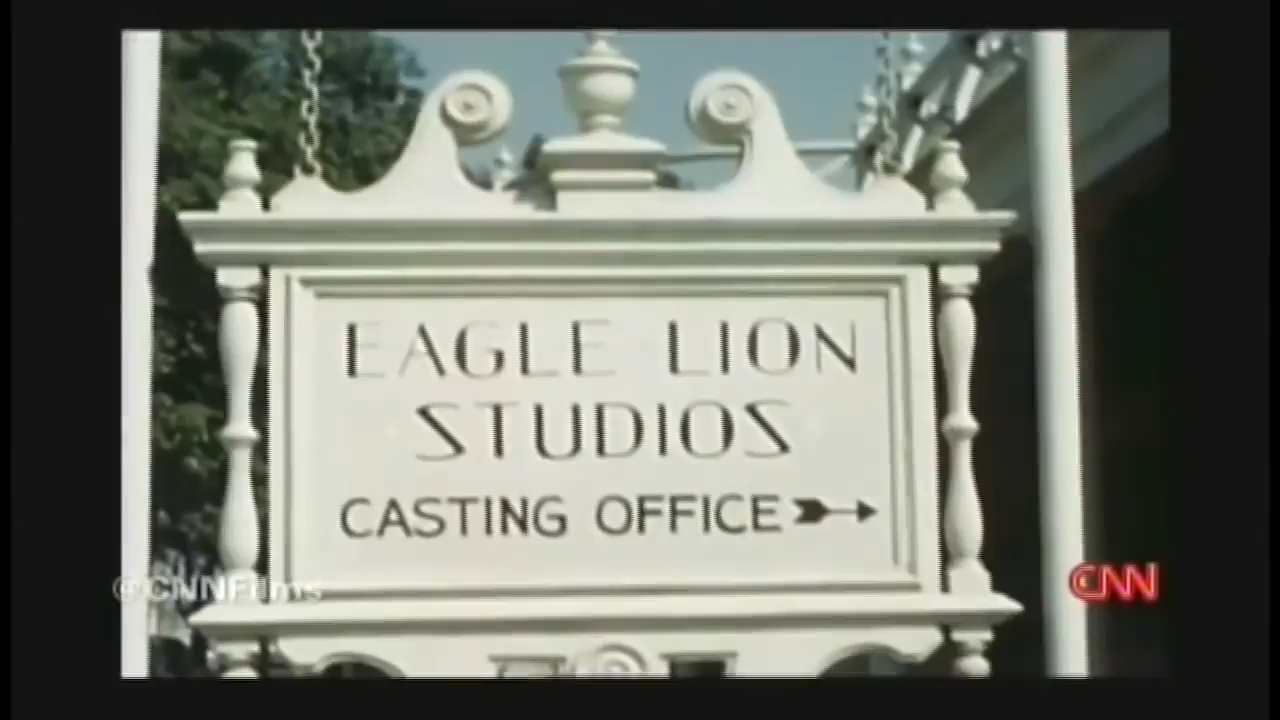 EAGLE LION
STUDIOS
CASTING OFFICE
@CNNFilms
CNN